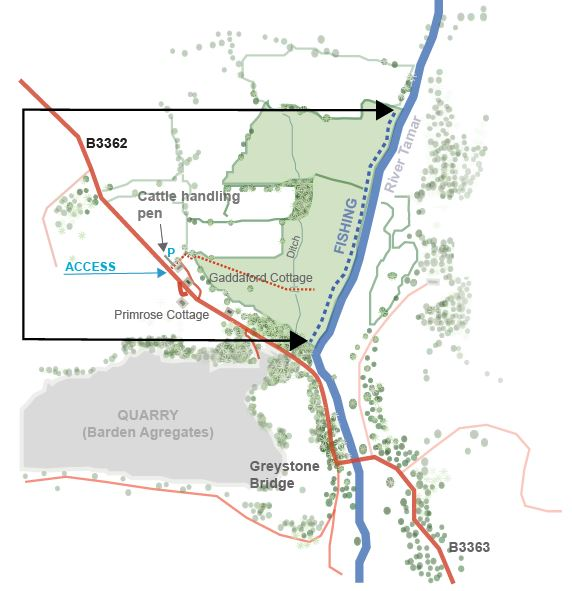 B3362
River Tamar
Cattle handling
pen
FISHING
P
Ditch
ACCESS
Gaddaford Cottage
Primrose Cottage
QUARRY
(Barden Agregates)
Greystone
Bridge
B3363